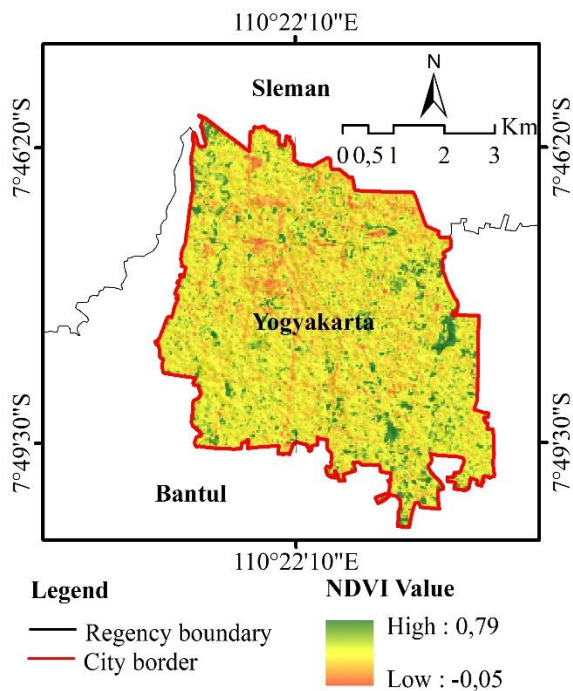 110°22'10"E
N
Sleman
Km
0 0,5 1 2 3
7°46'20"S
7°46'20"S
Yogyakarta
7°49'30"S
7°49'30"S
Bantul
110°22'10"E
Legend
Regency boundary
City border
NDVI Value
High : 0,79
Low : -0,05